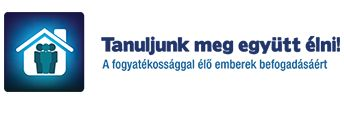 Tanuljunk meg együtt élni!
A fogyatékossággal élő emberek befogadásáért